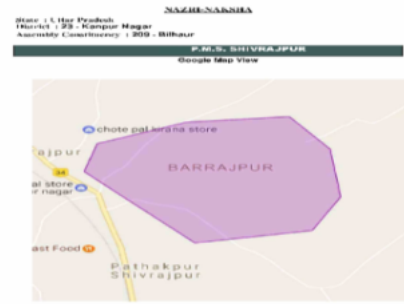 NAZRI-NAKSHA
State : Uttar Pradesh
District : 23 - Kanpur Nagar
Assembly Constituency : 209 - Bilhaur
P.M.S. SHIVRAJPUR
Google Map View
chote pal kirana store
ajpur
BARRAJPUR
34
al store
r nagar
ast Food
Pathakpur
Shivrajpur